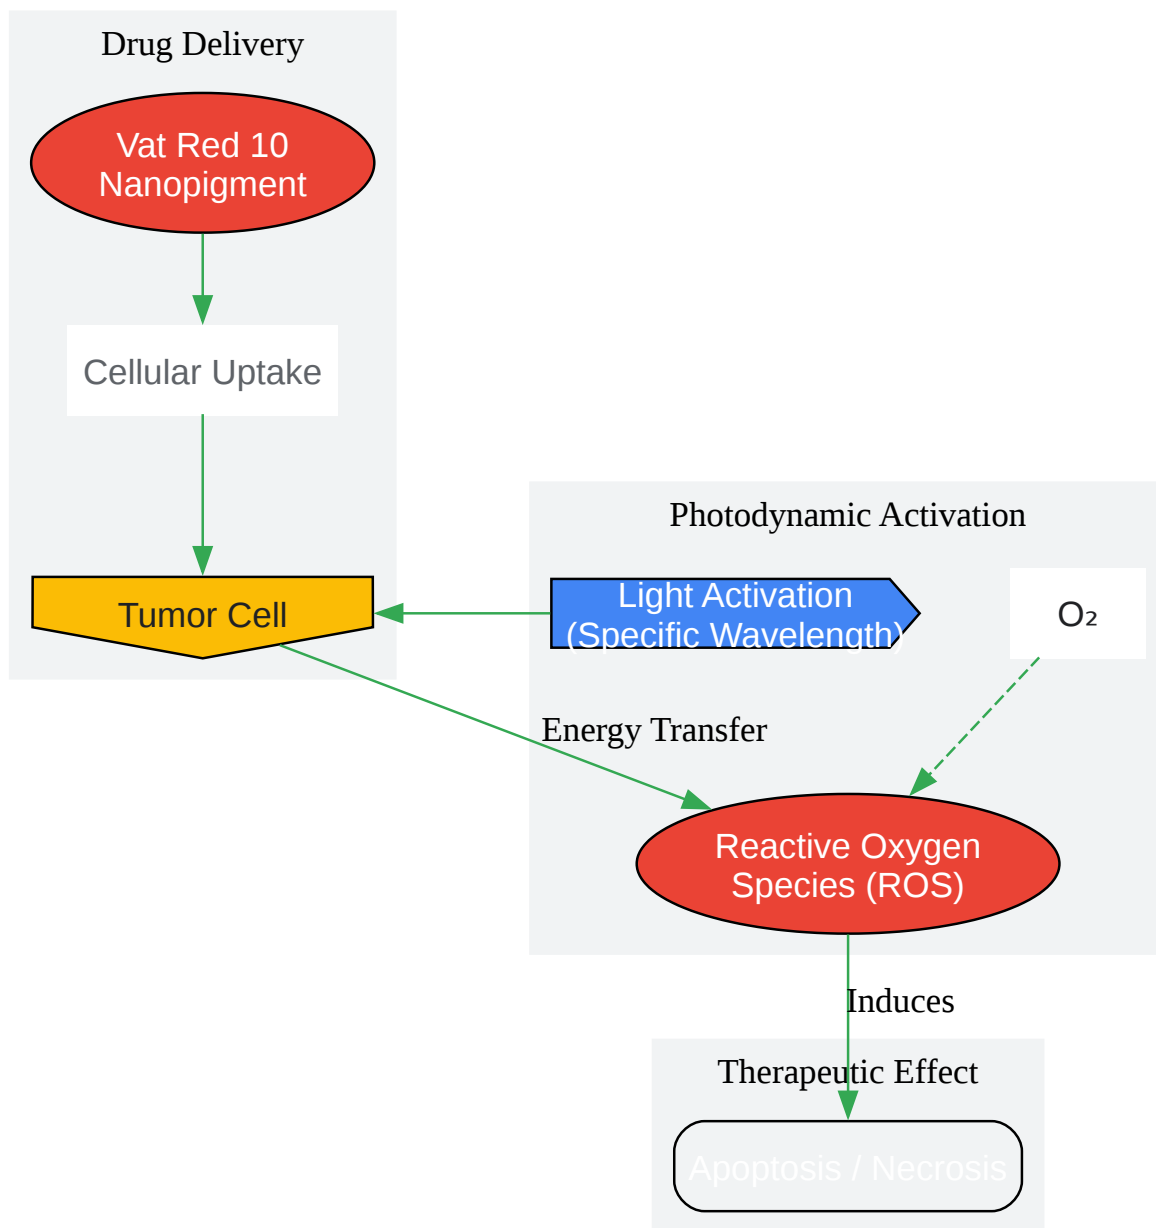 Drug Delivery
Vat Red 10
Nanopigment
Cellular Uptake
Tumor Cell
Photodynamic Activation
Light Activation
(Specific Wavelength)
O₂
Energy Transfer
Reactive Oxygen
Species (ROS)
Induces
Therapeutic Effect
Apoptosis / Necrosis